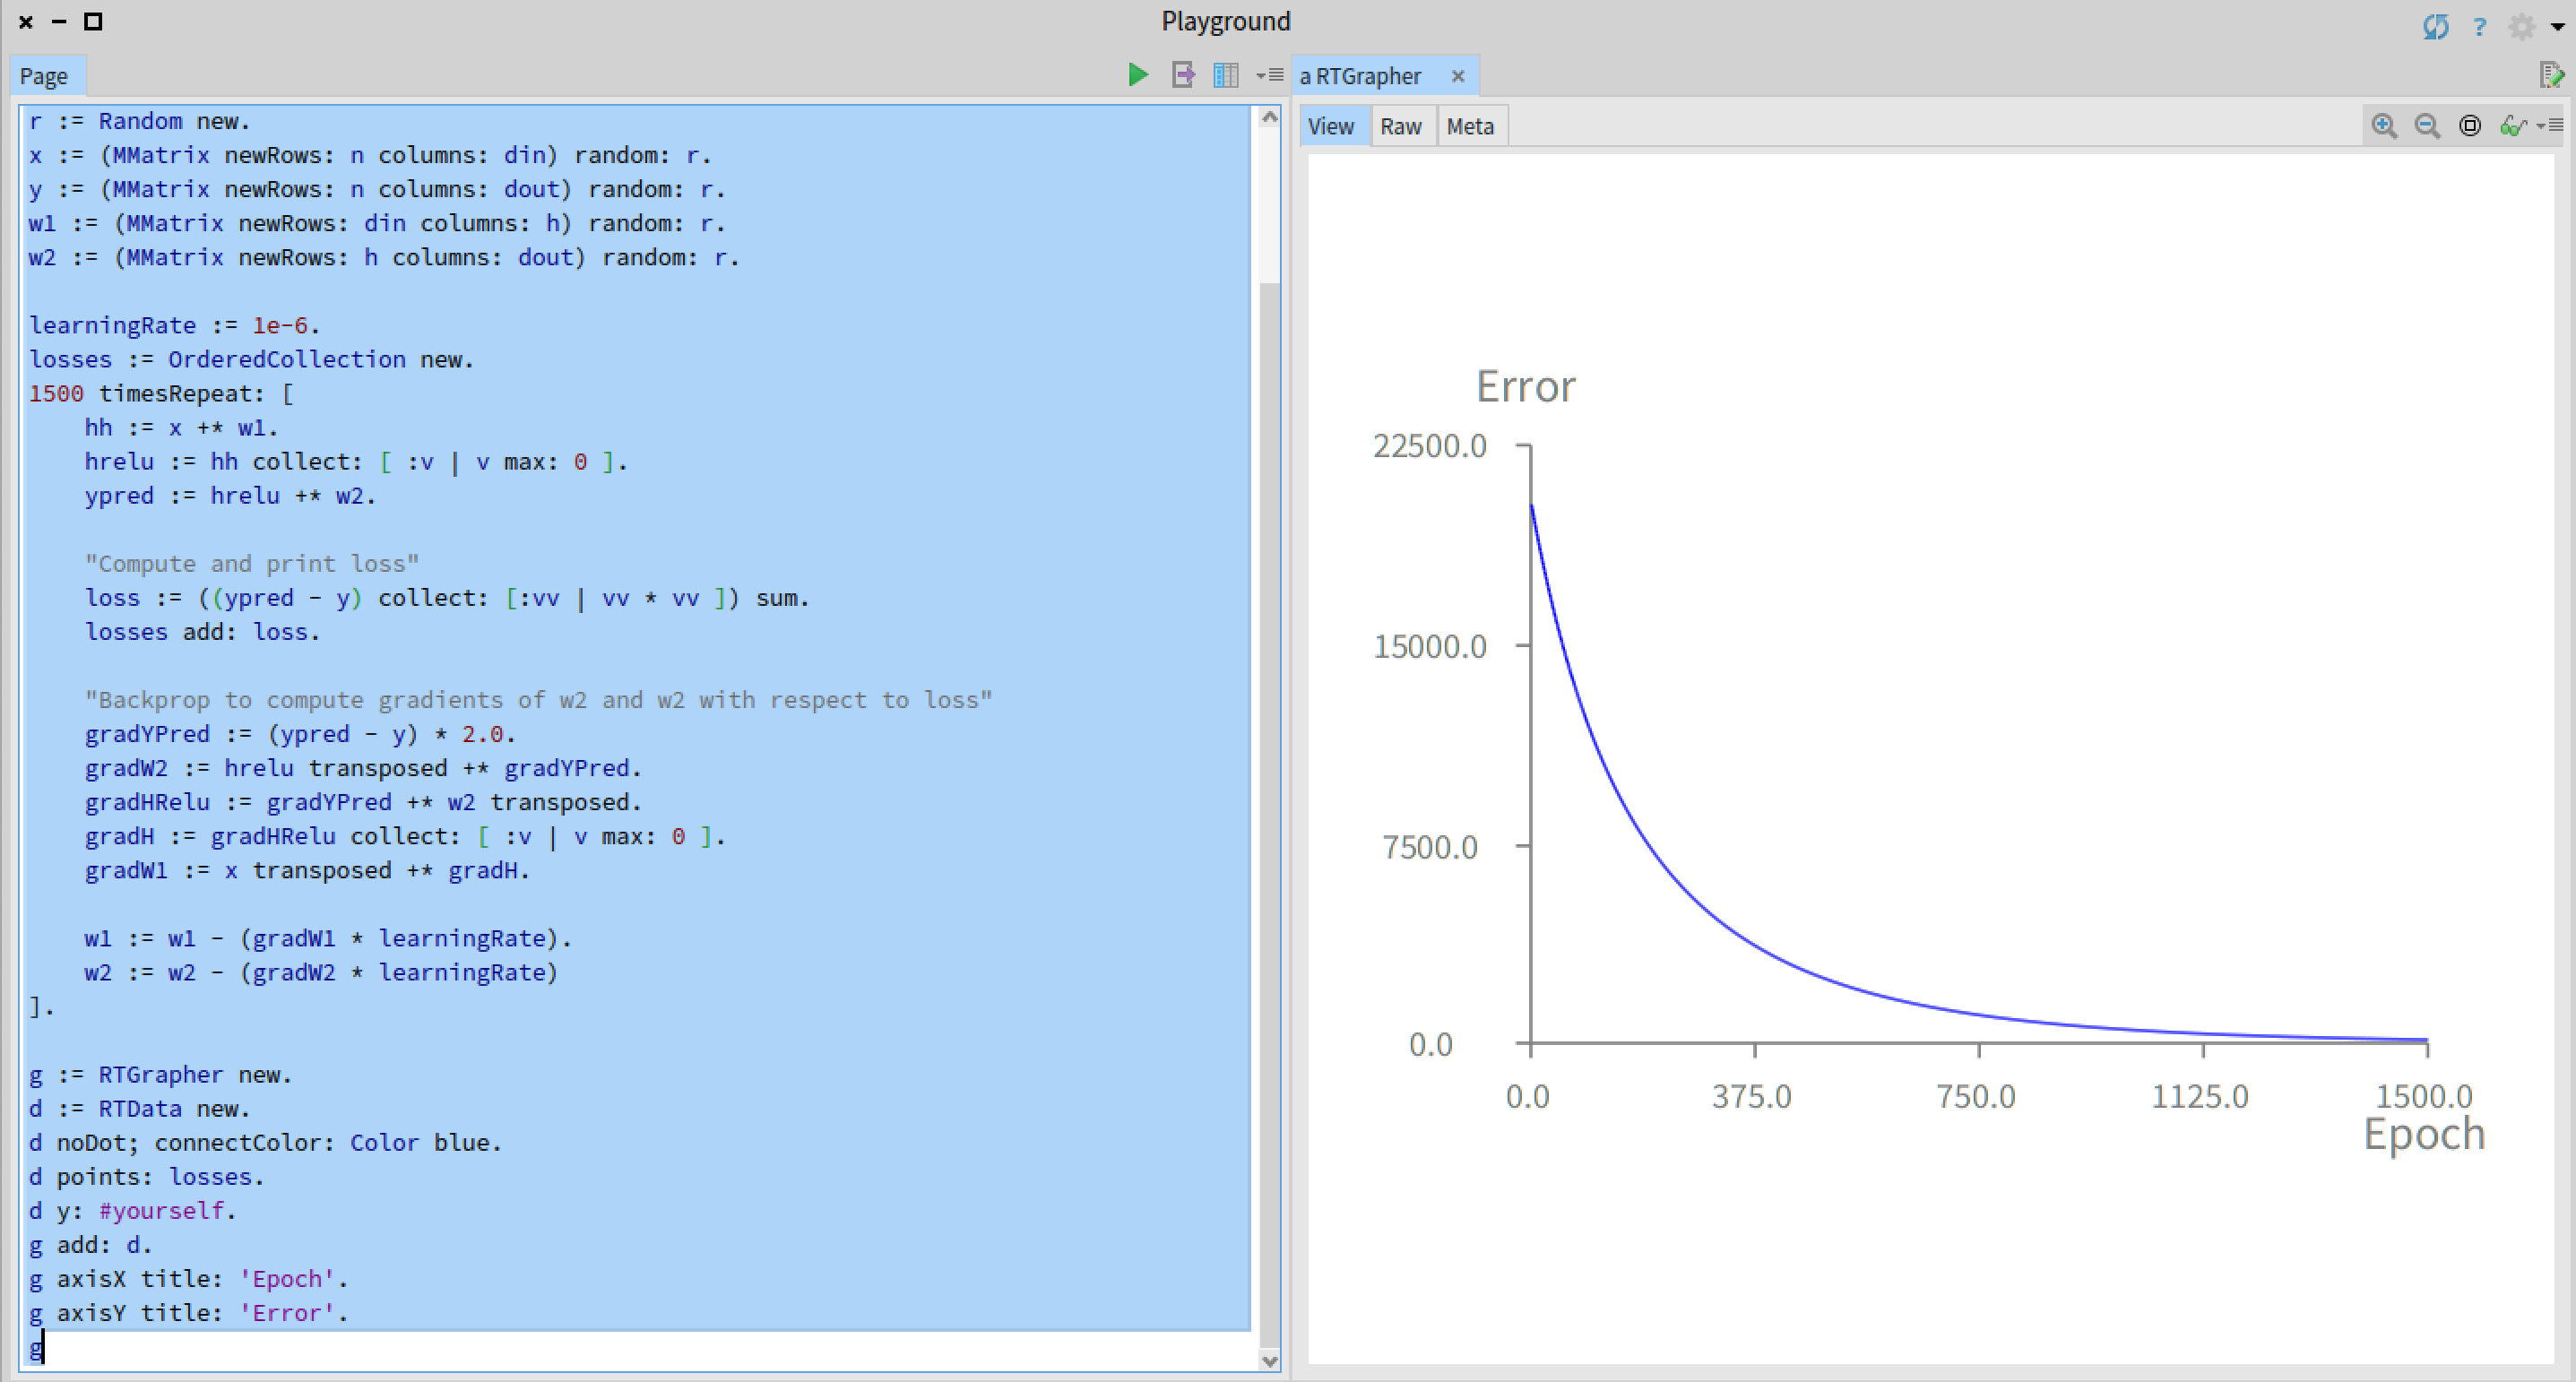 Playground
?
Page
a RTGrapher
View Raw Meta
r := Random new.
x := (MMatrix newRows: n columns: din) random: r.
y := (MMatrix newRows: n columns: dout) random: r.
w1 := (MMatrix newRows: din columns: h) random: r.
w2 := (MMatrix newRows: h columns: dout) random: r.
learningRate := 1e-6.
losses := OrderedCollection new.
1500 timesRepeat: [
hh := x +* w1.
hrelu := hh collect: [ :v | v max: 0 ].
ypred := hrelu +* w2.
"Compute and print loss"
loss := ((ypred - y) collect: [:vv | vv * vv ]) sum.
losses add: loss.
"Backprop to compute gradients of w2 and w2 with respect to loss"
gradYPred := (ypred - y) * 2.0.
gradW2 := hrelu transposed +* gradYPred.
gradHRelu := gradYPred +* w2 transposed.
gradH := gradHRelu collect: [ :v | v max: 0 ].
gradW1 := x transposed +* gradH.
w1 := w1 - (gradW1 * learningRate).
w2 := w2 - (gradW2 * learningRate)
].
g := RTGrapher new.
d := RTData new.
d noDot; connectColor: Color blue.
d points: losses.
d y: #yourself.
g add: d.
g axisX title: 'Epoch'.
g axisY title: 'Error'.
g
Error
22500.0
15000.0
7500.0
0.0
0.0 375.0 750.0 1125.0 1500.0
Epoch